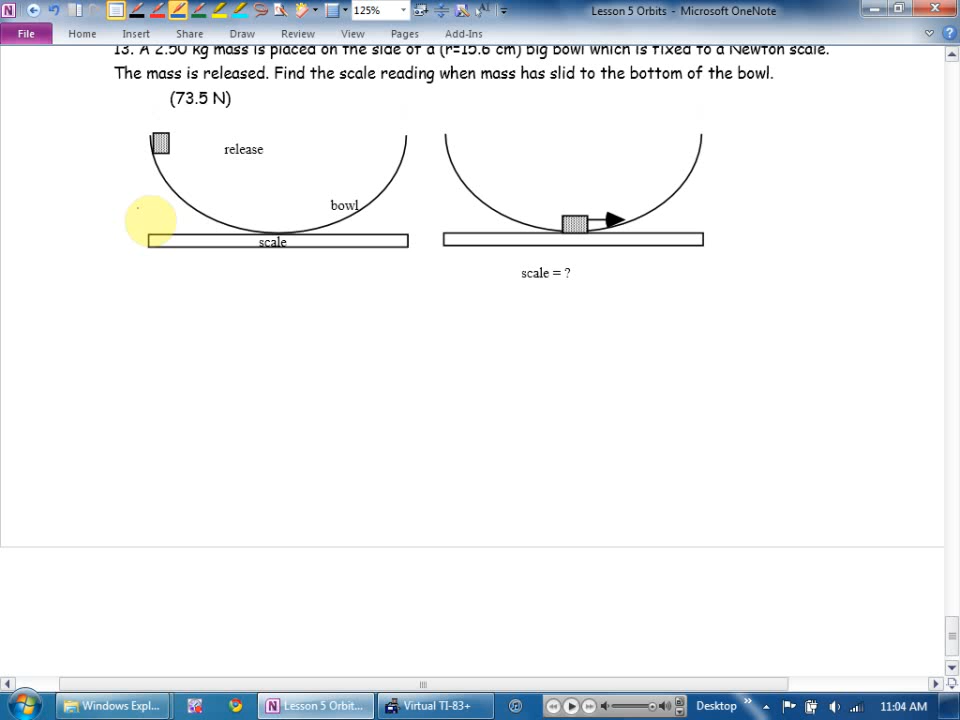 125%
Lesson 5 Orbits - Microsoft OneNote
File Home Insert Share Draw Review View Pages Add-Ins
13. A 2.50 kg mass is placed on the side of a (r=15.6 cm) big bowl which is fixed to a Newton scale.
The mass is released. Find the scale reading when mass has slid to the bottom of the bowl.
(73.5 N)
release
bowl
scale
scale = ?
Windows Expl...
Lesson 5 Orbit...
Virtual TI-83+
Desktop
11:04 AM